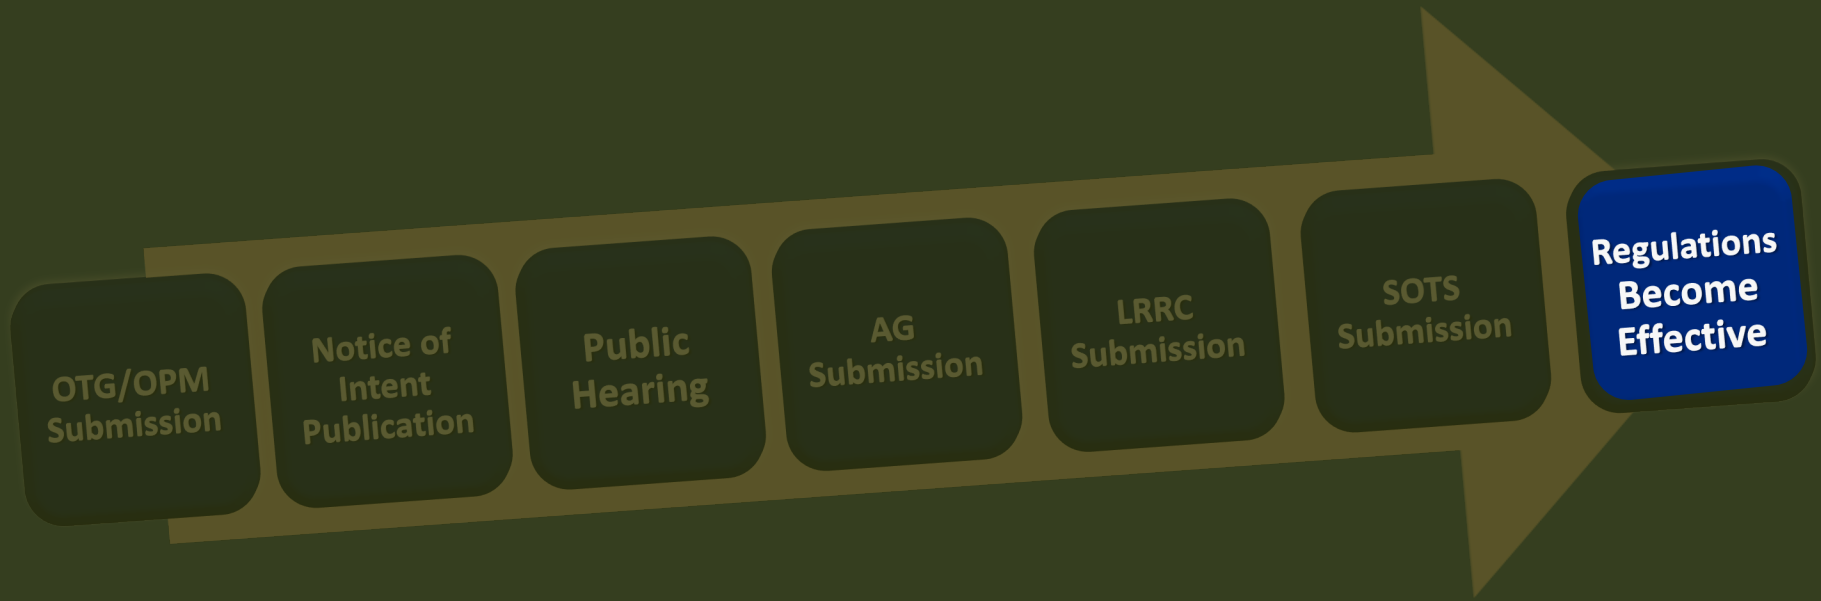 OTG/OPM
Submission
Notice of
Intent
Publication
Public
Hearing
AG
Submission
LRRC
Submission
SOTS
Submission
Regulations
Become
Effective